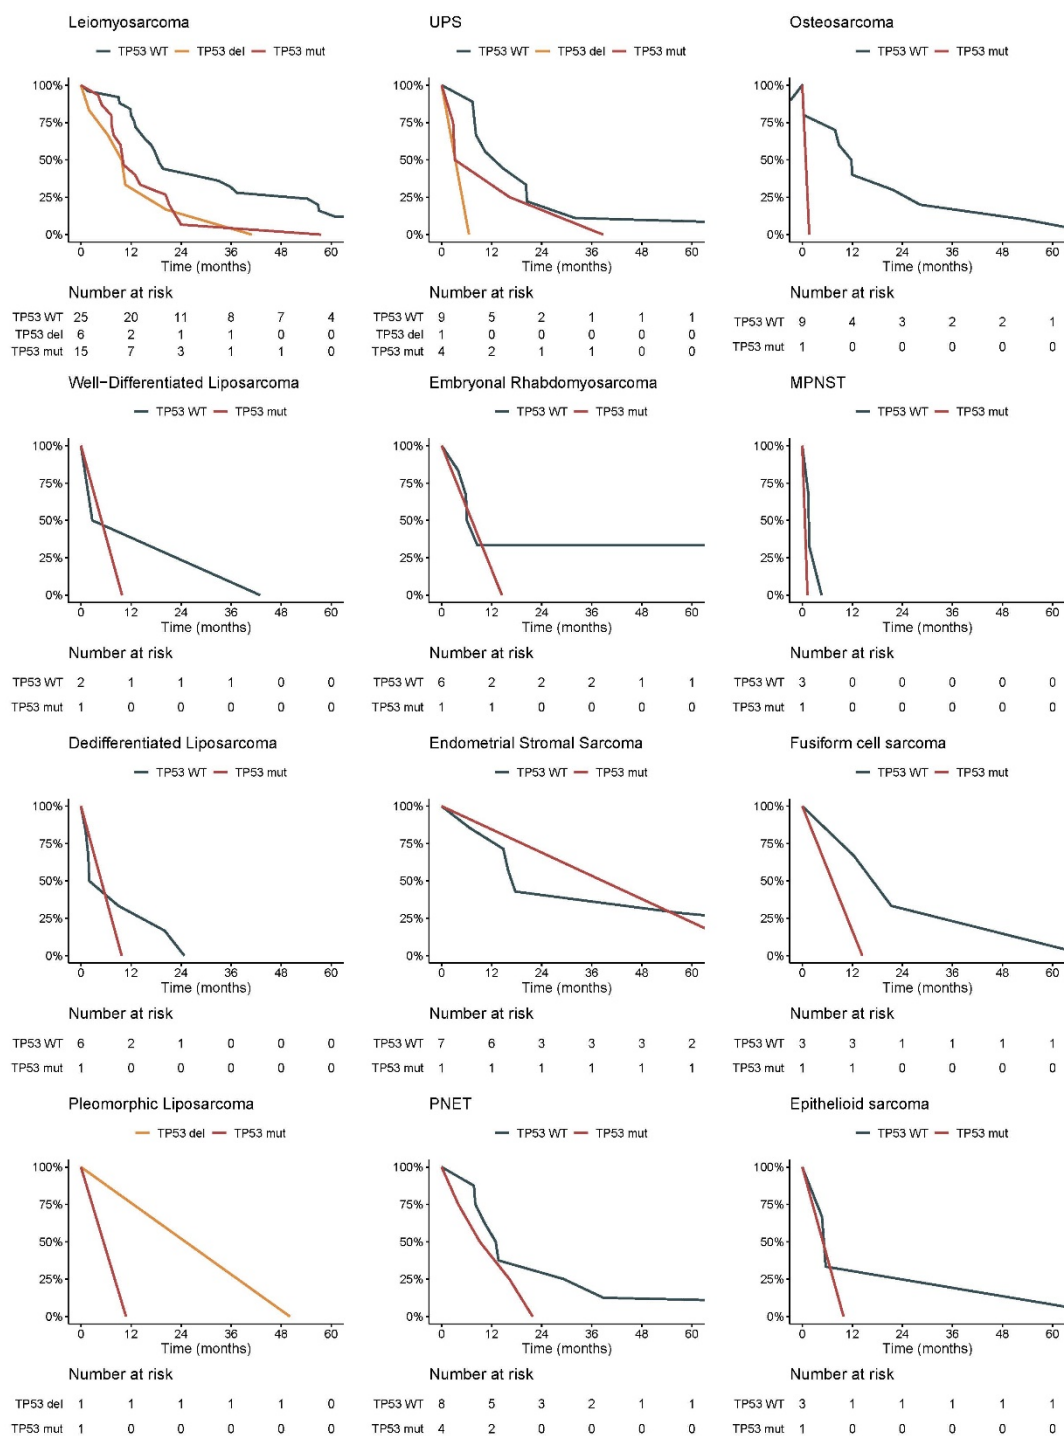 Leiomyosarcoma
TP53 WT TP53 del TP53 mut
100%
75%
50%
25%
0%
0 12 24 36 48 60
Time (months)
Number at risk
TP53 WT 25 20 11 8 7 4
TP53 del 6 2 1 1 0 0
TP53 mut 15 7 3 1 1 0
UPS
TP53 WT TP53 del TP53 mut
100%
75%
50%
25%
0%
0 12 24 36 48 60
Time (months)
Number at risk
TP53 WT 9 5 2 1 1 1
TP53 del 1 0 0 0 0 0
TP53 mut 4 2 1 1 0 0
Osteosarcoma
TP53 WT TP53 mut
100%
75%
50%
25%
0%
0 12 24 36 48 60
Time (months)
Number at risk
TP53 WT 9 4 3 2 2 1
TP53 mut 1 0 0 0 0 0
Well-Differentiated Liposarcoma
TP53 WT TP53 mut
100%
75%
50%
25%
0%
0 12 24 36 48 60
Time (months)
Number at risk
TP53 WT 2 1 1 1 0 0
TP53 mut 1 0 0 0 0 0
Embryonal Rhabdomyosarcoma
TP53 WT TP53 mut
100%
75%
50%
25%
0%
0 12 24 36 48 60
Time (months)
Number at risk
TP53 WT 6 2 2 2 1 1
TP53 mut 1 1 0 0 0 0
MPNST
TP53 WT TP53 mut
100%
75%
50%
25%
0%
0 12 24 36 48 60
Time (months)
Number at risk
TP53 WT 3 0 0 0 0 0
TP53 mut 1 0 0 0 0 0
Dedifferentiated Liposarcoma
TP53 WT TP53 mut
100%
75%
50%
25%
0%
0 12 24 36 48 60
Time (months)
Number at risk
TP53 WT 6 2 1 0 0 0
TP53 mut 1 0 0 0 0 0
Endometrial Stromal Sarcoma
TP53 WT TP53 mut
100%
75%
50%
25%
0%
0 12 24 36 48 60
Time (months)
Number at risk
TP53 WT 7 6 3 3 3 2
TP53 mut 1 1 1 1 1 1
Fusiform cell sarcoma
TP53 WT TP53 mut
100%
75%
50%
25%
0%
0 12 24 36 48 60
Time (months)
Number at risk
TP53 WT 3 3 1 1 1 1
TP53 mut 1 1 0 0 0 0
Pleomorphic Liposarcoma
TP53 del TP53 mut
100%
75%
50%
25%
0%
0 12 24 36 48 60
Time (months)
Number at risk
TP53 del 1 1 1 1 1 0
TP53 mut 1 0 0 0 0 0
PNET
TP53 WT TP53 mut
100%
75%
50%
25%
0%
0 12 24 36 48 60
Time (months)
Number at risk
TP53 WT 8 5 3 2 1 1
TP53 mut 4 2 0 0 0 0
Epithelioid sarcoma
TP53 WT TP53 mut
100%
75%
50%
25%
0%
0 12 24 36 48 60
Time (months)
Number at risk
TP53 WT 3 1 1 1 1 1
TP53 mut 1 0 0 0 0 0